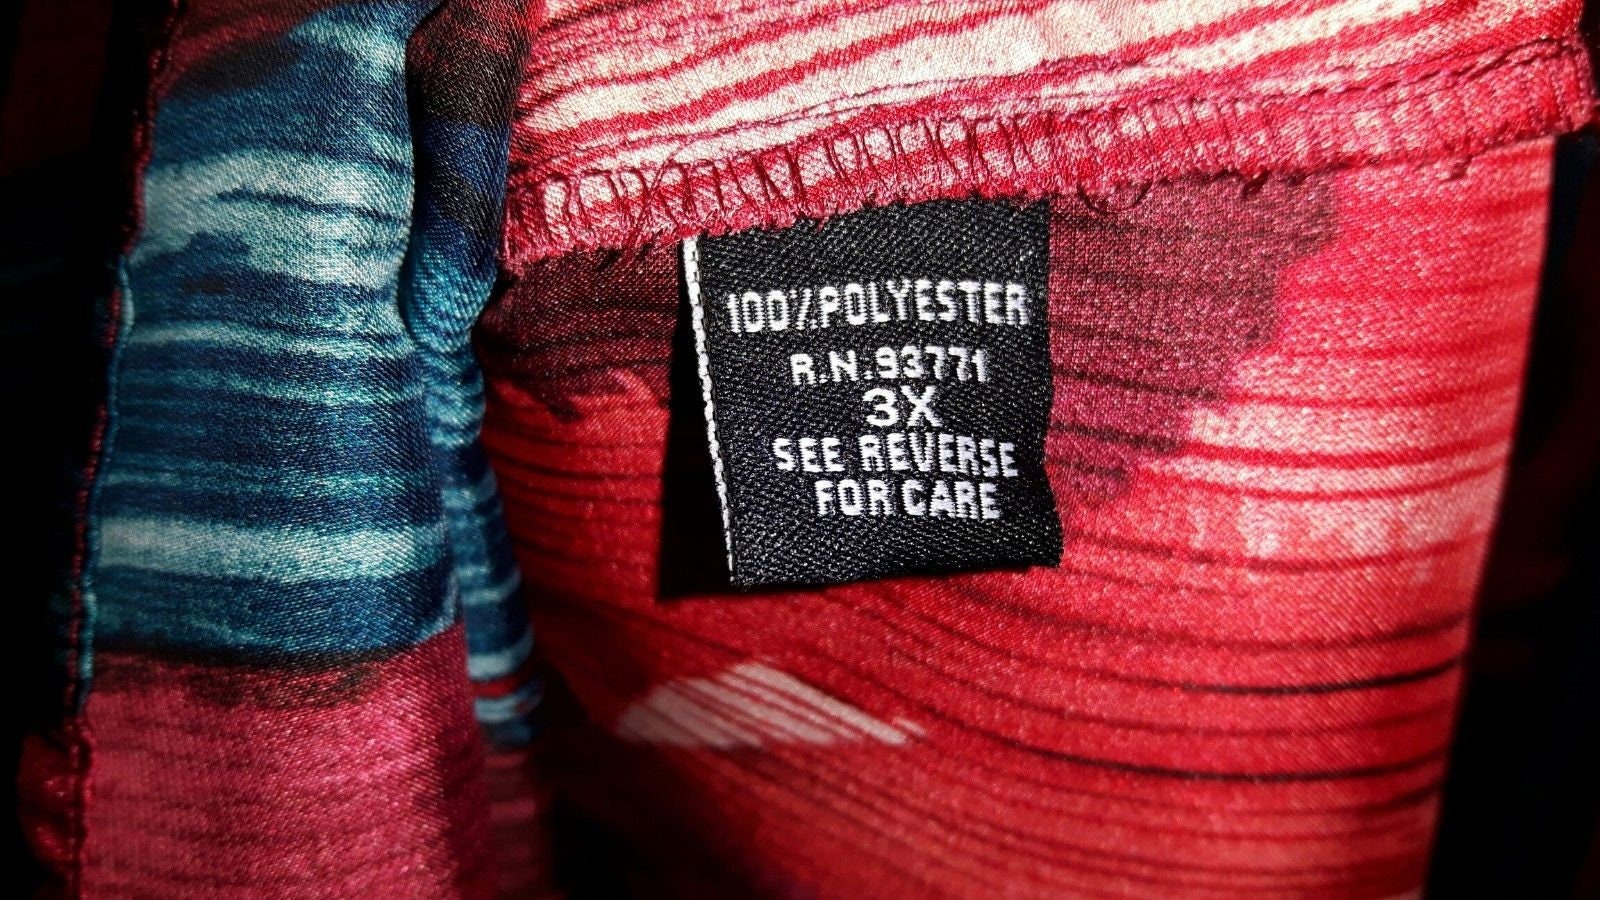 100% POLYESTER
R.N. 93771
3X
SEE REVERSE
FOR CARE